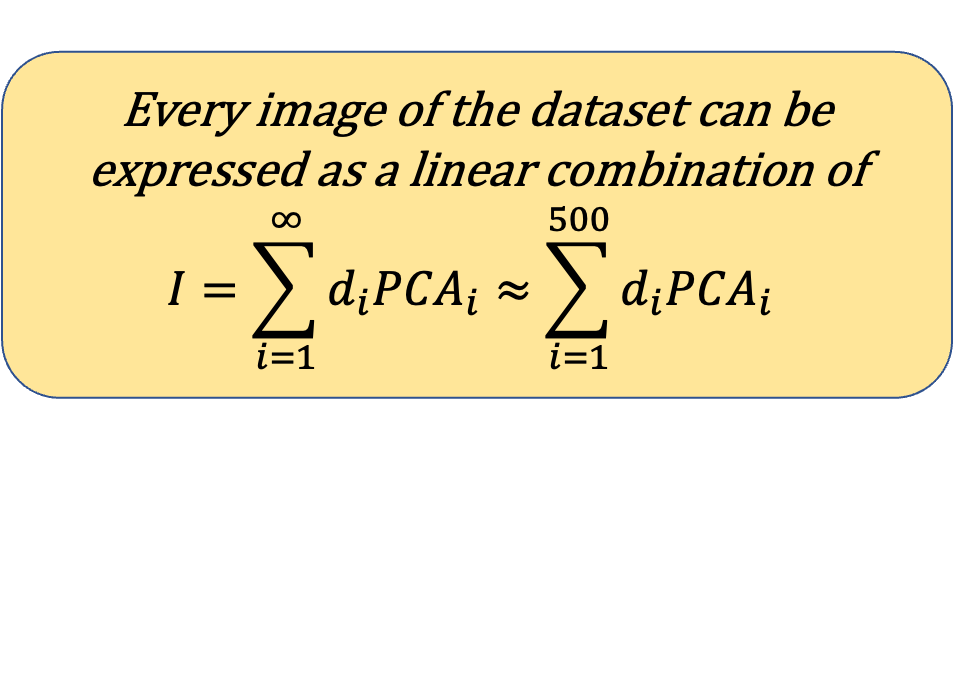 Every image of the dataset can be
expressed as a linear combination of
I = ∑_{i=1}^{∞} d_i PCA_i ≈ ∑_{i=1}^{500} d_i PCA_i